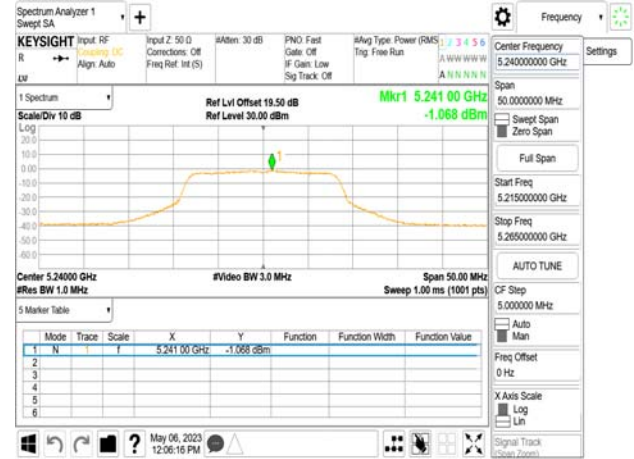 Spectrum Analyzer 1
Swept SA
Frequency
KEYSIGHT
R
Input: RF
Coupling: DC
Align: Auto
Input Z: 50 Ω
Corrections: Off
Freq Ref: Int (S)
#Atten: 30 dB
PNO: Fast
Gate: Off
IF Gain: Low
Sig Track: Off
#Avg Type: Power (RMS
Trig: Free Run
1 2 3 4 5 6
A W W W W W
A N N N N N
1 Spectrum
Scale/Div 10 dB
Ref Lvl Offset 19.50 dB
Ref Level 30.00 dBm
Mkr1 5.241 00 GHz
-1.068 dBm
Log
20.0
10.0
0.00
-10.0
-20.0
-30.0
-40.0
-50.0
-60.0
1
Center 5.24000 GHz
#Video BW 3.0 MHz
Span 50.00 MHz
#Res BW 1.0 MHz
Sweep 1.00 ms (1001 pts)
5 Marker Table
Mode Trace Scale X Y Function Function Width Function Value
1 N 1 f 5.241 00 GHz -1.068 dBm
2
3
4
5
6
May 06, 2023
12:06:16 PM
Center Frequency
5.240000000 GHz
Settings
Span
50.0000000 MHz
Swept Span
Zero Span
Full Span
Start Freq
5.215000000 GHz
Stop Freq
5.265000000 GHz
AUTO TUNE
CF Step
5.000000 MHz
Auto
Man
Freq Offset
0 Hz
X Axis Scale
Log
Lin
Signal Track
(Span Zoom)